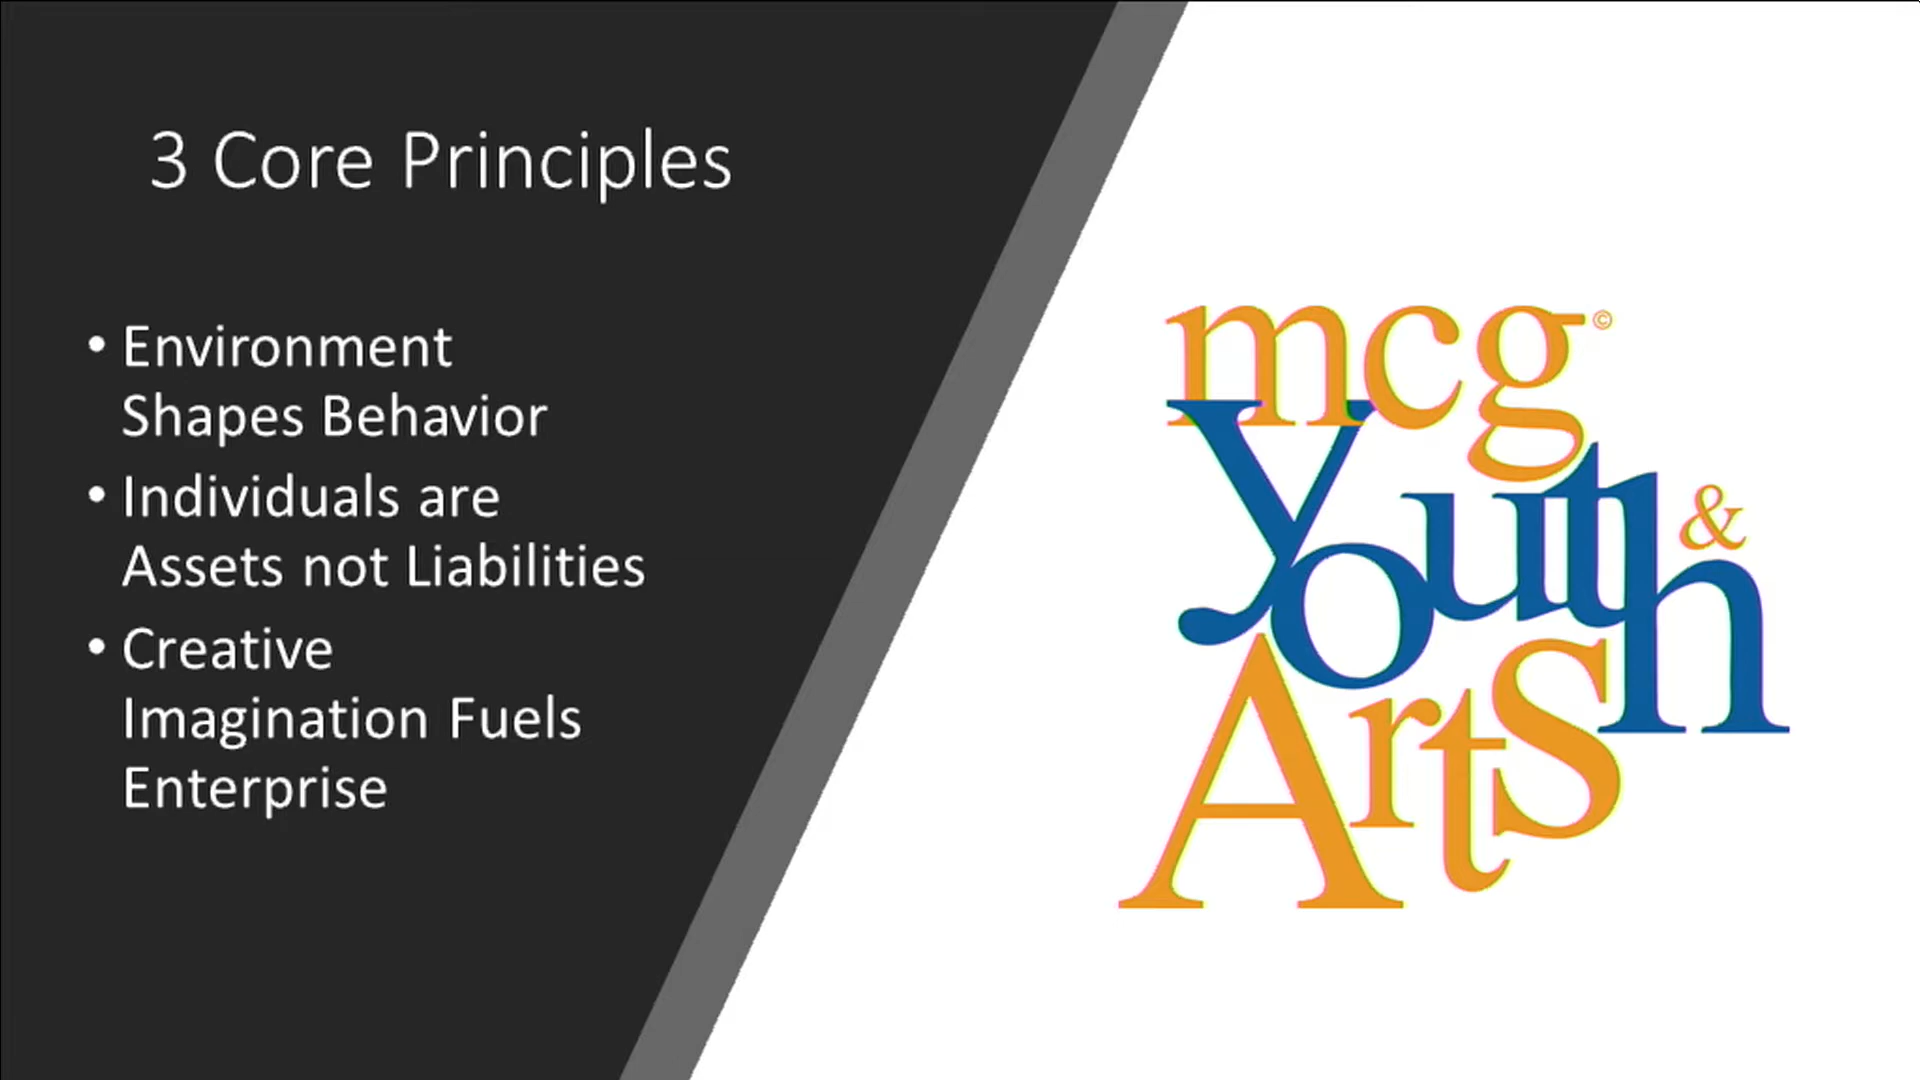 3 Core Principles
• Environment
Shapes Behavior
• Individuals are
Assets not Liabilities
• Creative
Imagination Fuels
Enterprise
mcg©
Youth &
Arts